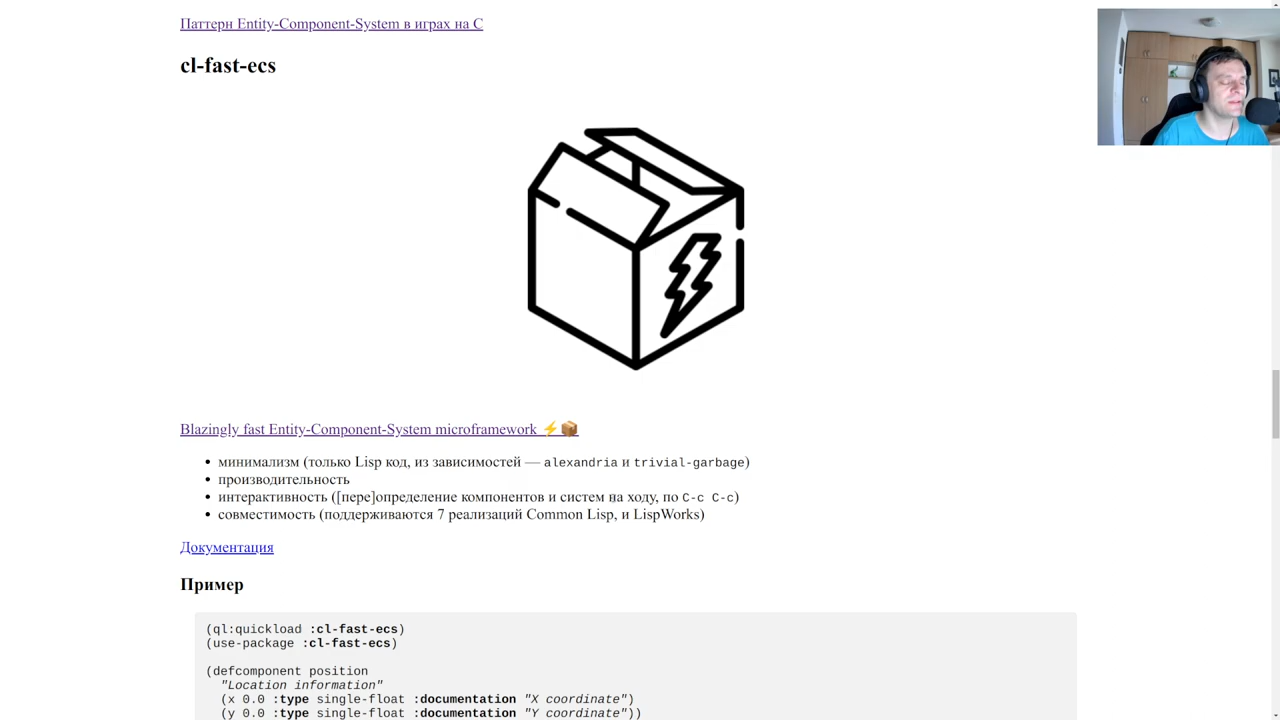 Паттерн Entity-Component-System в играх на C
cl-fast-ecs
Blazingly fast Entity-Component-System microframework ⚡📦
• минимализм (только Lisp код, из зависимостей — alexandria и trivial-garbage)
• производительность
• интерактивность ([пере]определение компонентов и систем на ходу, по C-c C-c)
• совместимость (поддерживаются 7 реализаций Common Lisp, и LispWorks)
Документация
Пример
(ql:quickload :cl-fast-ecs)
(use-package :cl-fast-ecs)
(defcomponent position
"Location information"
(x 0.0 :type single-float :documentation "X coordinate")
(y 0.0 :type single-float :documentation "Y coordinate"))